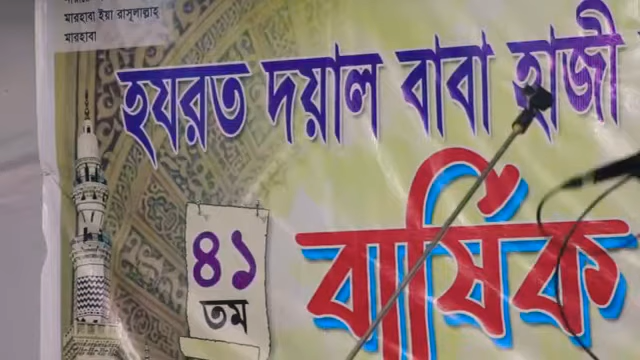 মারহাবা ইয়া রাসূলাল্লাহ্
মারহাবা
হযরত দয়াল বাবা হাজী
৪১
তম
বার্ষিক